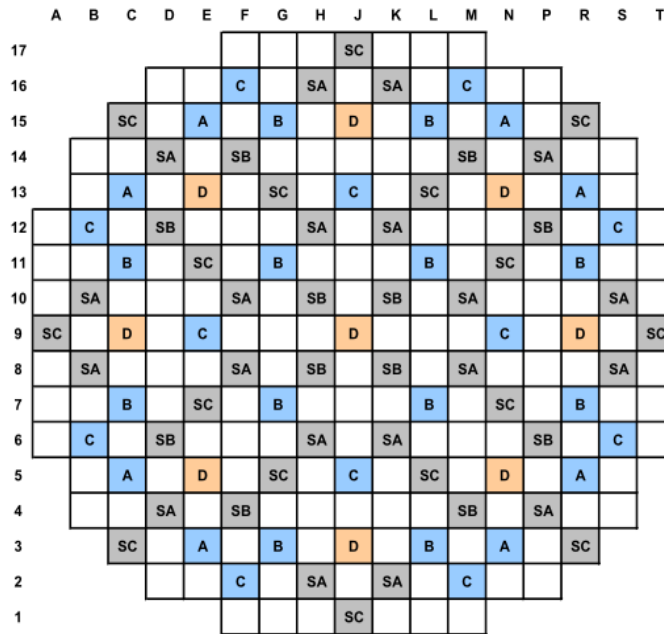 A B C D E F G H J K L M N P R S T
17 SC
16 C SA SA C
15 SC A B D B A SC
14 SA SB SB SA
13 A D SC C SC D A
12 C SB SA SA SB C
11 B SC B B SC B
10 SA SA SB SB SA SA
9 SC D C D C D SC
8 SA SA SB SB SA SA
7 B SC B B SC B
6 C SB SA SA SB C
5 A D SC C SC D A
4 SA SB SB SA
3 SC A B D B A SC
2 C SA SA C
1 SC